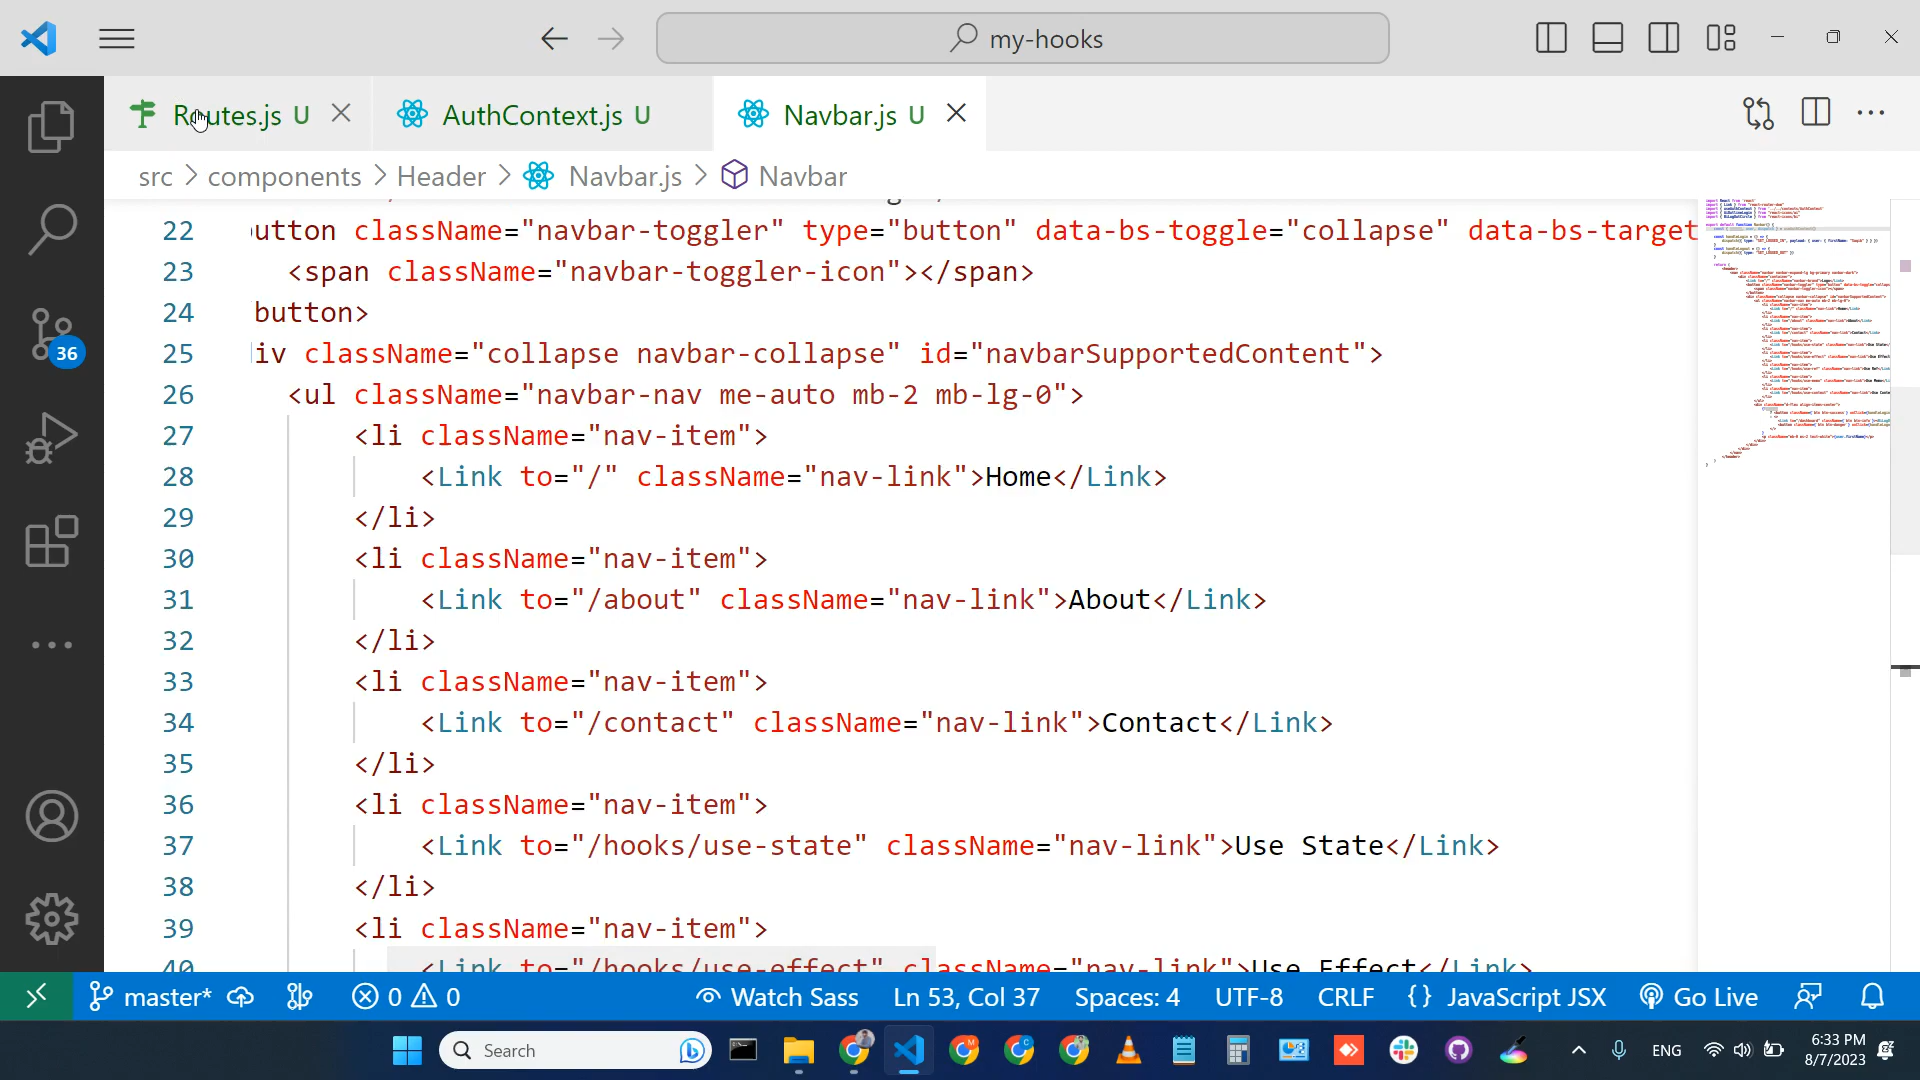 my-hooks
Routes.js U
AuthContext.js U
Navbar.js U
src > components > Header > Navbar.js > Navbar
22 utton className="navbar-toggler" type="button" data-bs-toggle="collapse" data-bs-target
23 <span className="navbar-toggler-icon"></span>
24 button>
25 iv className="collapse navbar-collapse" id="navbarSupportedContent">
26 <ul className="navbar-nav me-auto mb-2 mb-lg-0">
27 <li className="nav-item">
28 <Link to="/" className="nav-link">Home</Link>
29 </li>
30 <li className="nav-item">
31 <Link to="/about" className="nav-link">About</Link>
32 </li>
33 <li className="nav-item">
34 <Link to="/contact" className="nav-link">Contact</Link>
35 </li>
36 <li className="nav-item">
37 <Link to="/hooks/use-state" className="nav-link">Use State</Link>
38 </li>
39 <li className="nav-item">
40 <Link to="/hooks/use-effect" className="nav-link">Use Effect</Link>
36
master* 0 0 Watch Sass Ln 53, Col 37 Spaces: 4 UTF-8 CRLF {} JavaScript JSX Go Live
Search ENG 6:33 PM
8/7/2023